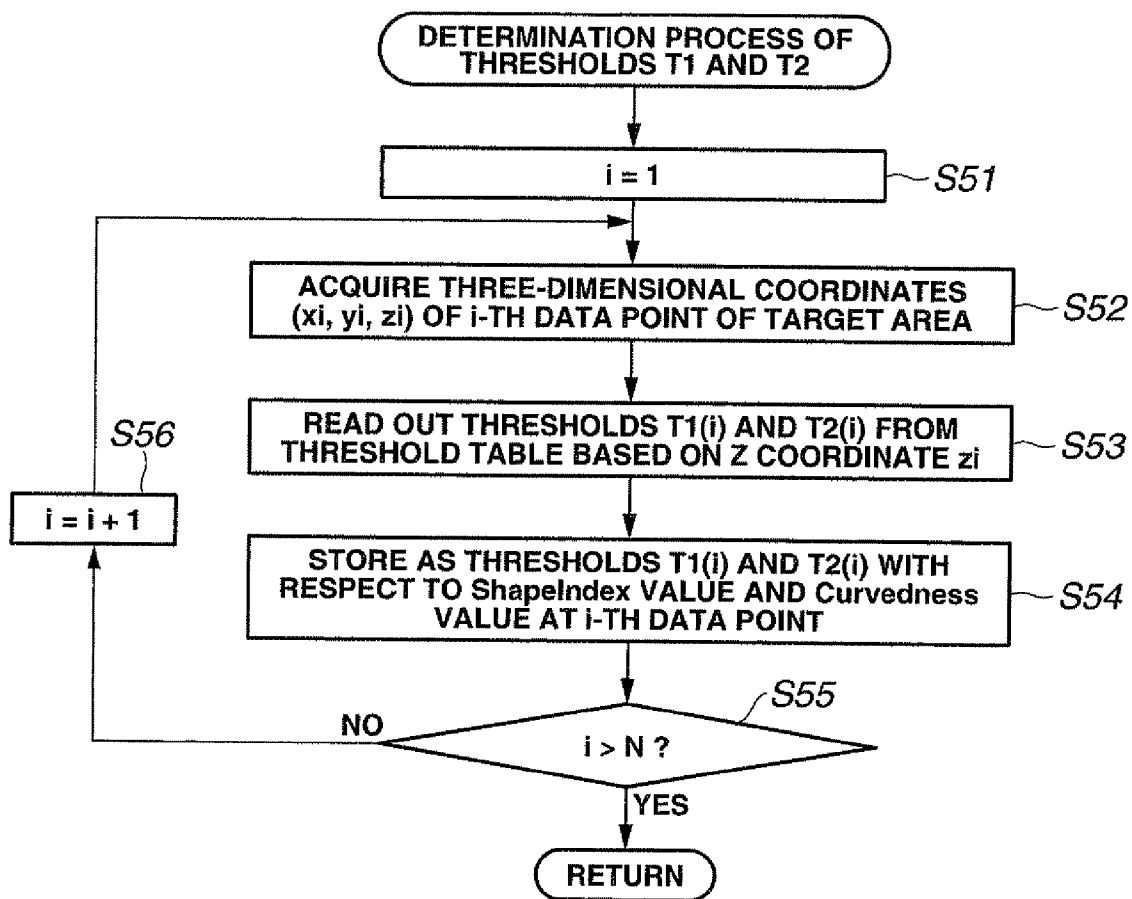 DETERMINATION PROCESS OF
THRESHOLDS T1 AND T2
i = 1
S51
ACQUIRE THREE-DIMENSIONAL COORDINATES
(xi, yi, zi) OF i-TH DATA POINT OF TARGET AREA
S52
READ OUT THRESHOLDS T1(i) AND T2(i) FROM
THRESHOLD TABLE BASED ON Z COORDINATE zi
S53
S56
i = i + 1
STORE AS THRESHOLDS T1(i) AND T2(i) WITH
RESPECT TO ShapeIndex VALUE AND Curvedness
VALUE AT i-TH DATA POINT
S54
S55
NO
i > N ?
YES
RETURN